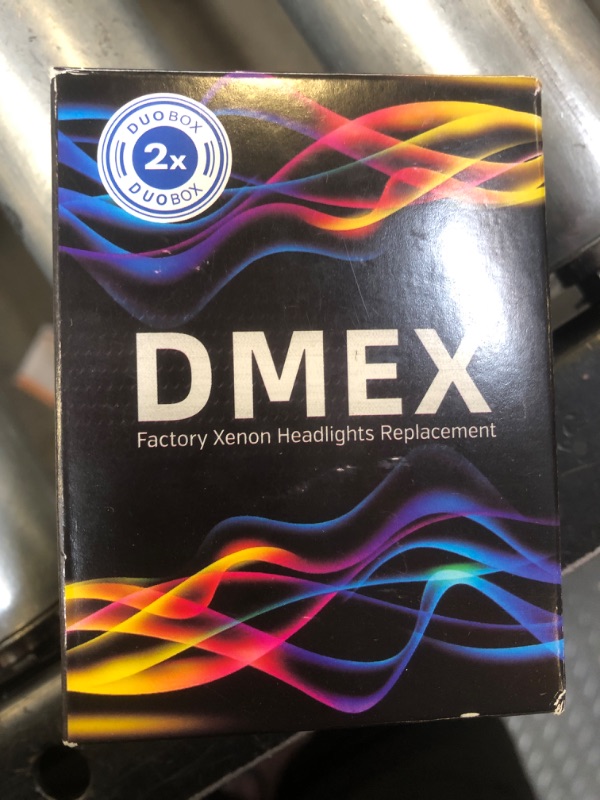 DUOBOX
2x
DUOBOX
DMEX
Factory Xenon Headlights Replacement